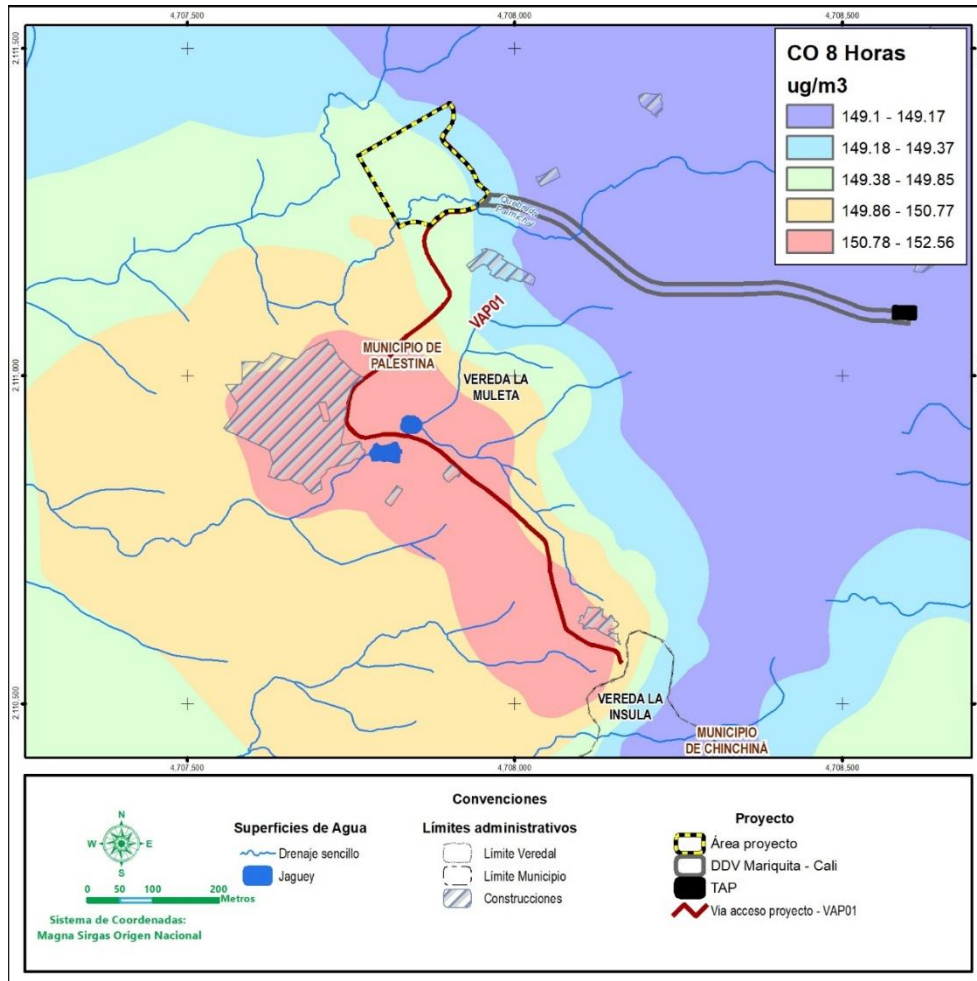 4,707,500
4,708,000
4,708,500
2.111.500
2.111.000
2.110.500
CO 8 Horas
ug/m3
149.1 - 149.17
149.18 - 149.37
149.38 - 149.85
149.86 - 150.77
150.78 - 152.56
Quebrada
Palmichal
VAP01
MUNICIPIO DE
PALESTINA
VEREDA LA
MULETA
VEREDA LA
INSULA
MUNICIPIO
DE CHINCHINÁ
4,707,500
4,708,000
4,708,500
N
W
E
S
0
50
100
200
Metros
Sistema de Coordenadas:
Magna Sirgas Origen Nacional
Convenciones
Superficies de Agua
Drenaje sencillo
Jaguey
Límites administrativos
Límite Veredal
Límite Municipio
Construcciones
Proyecto
Área proyecto
DDV Mariquita - Cali
TAP
Via acceso proyecto - VAP01